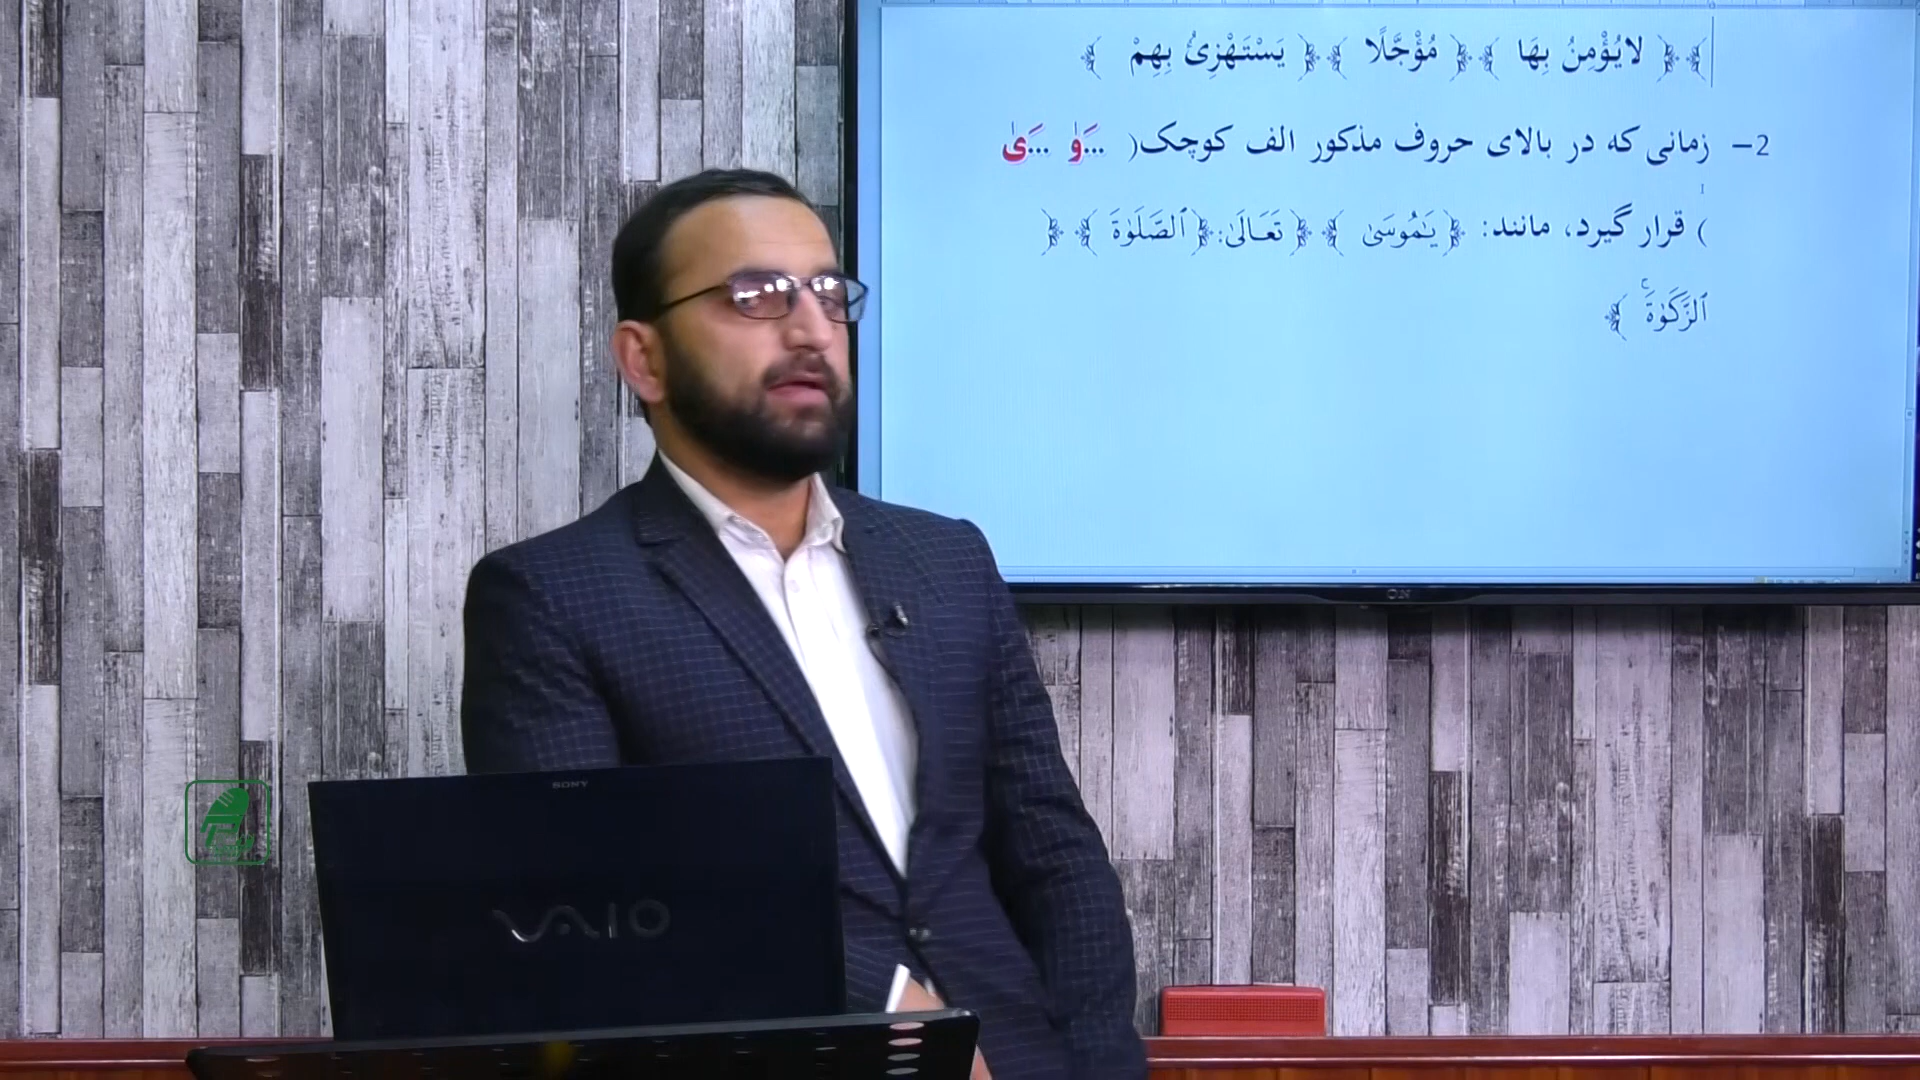 ﴿ لايُؤْمِنُ بِهَا ﴾﴿ مُؤْجَّلًا ﴾﴿ يَسْتَهْزِئُ بِهِمْ ﴾
2- زمانی که در بالای حروف مذکور الف کوچک( ...َوٰ ...َیٰ
) قرار گیرد، مانند: ﴿ يَٰمُوسَىٰ ﴾﴿ تَعَالَىٰ:﴿ ٱلصَّلَوٰةَ ﴾ ﴿
ٱلزَّكَوٰةَۚ ﴾
SONY
VAIO
ON